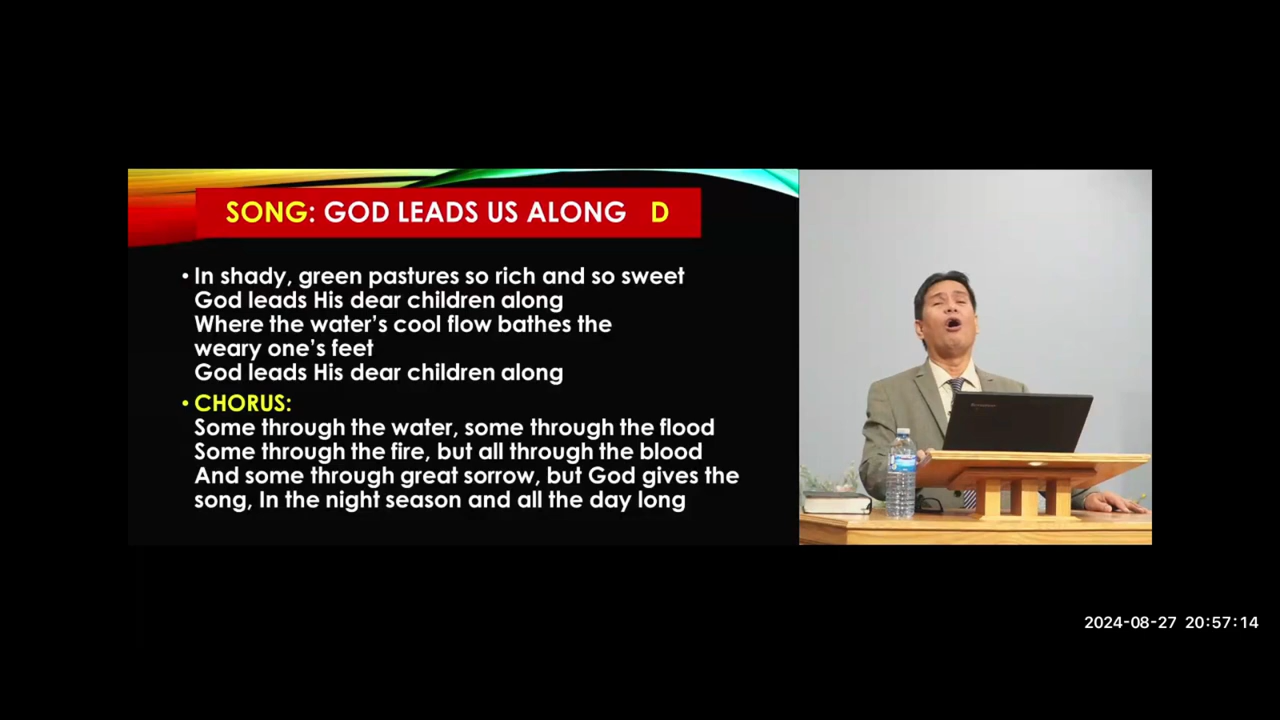 SONG: GOD LEADS US ALONG D
• In shady, green pastures so rich and so sweet
God leads His dear children along
Where the water's cool flow bathes the
weary one's feet
God leads His dear children along
• CHORUS:
Some through the water, some through the flood
Some through the fire, but all through the blood
And some through great sorrow, but God gives the
song, In the night season and all the day long
2024-08-27 20:57:14